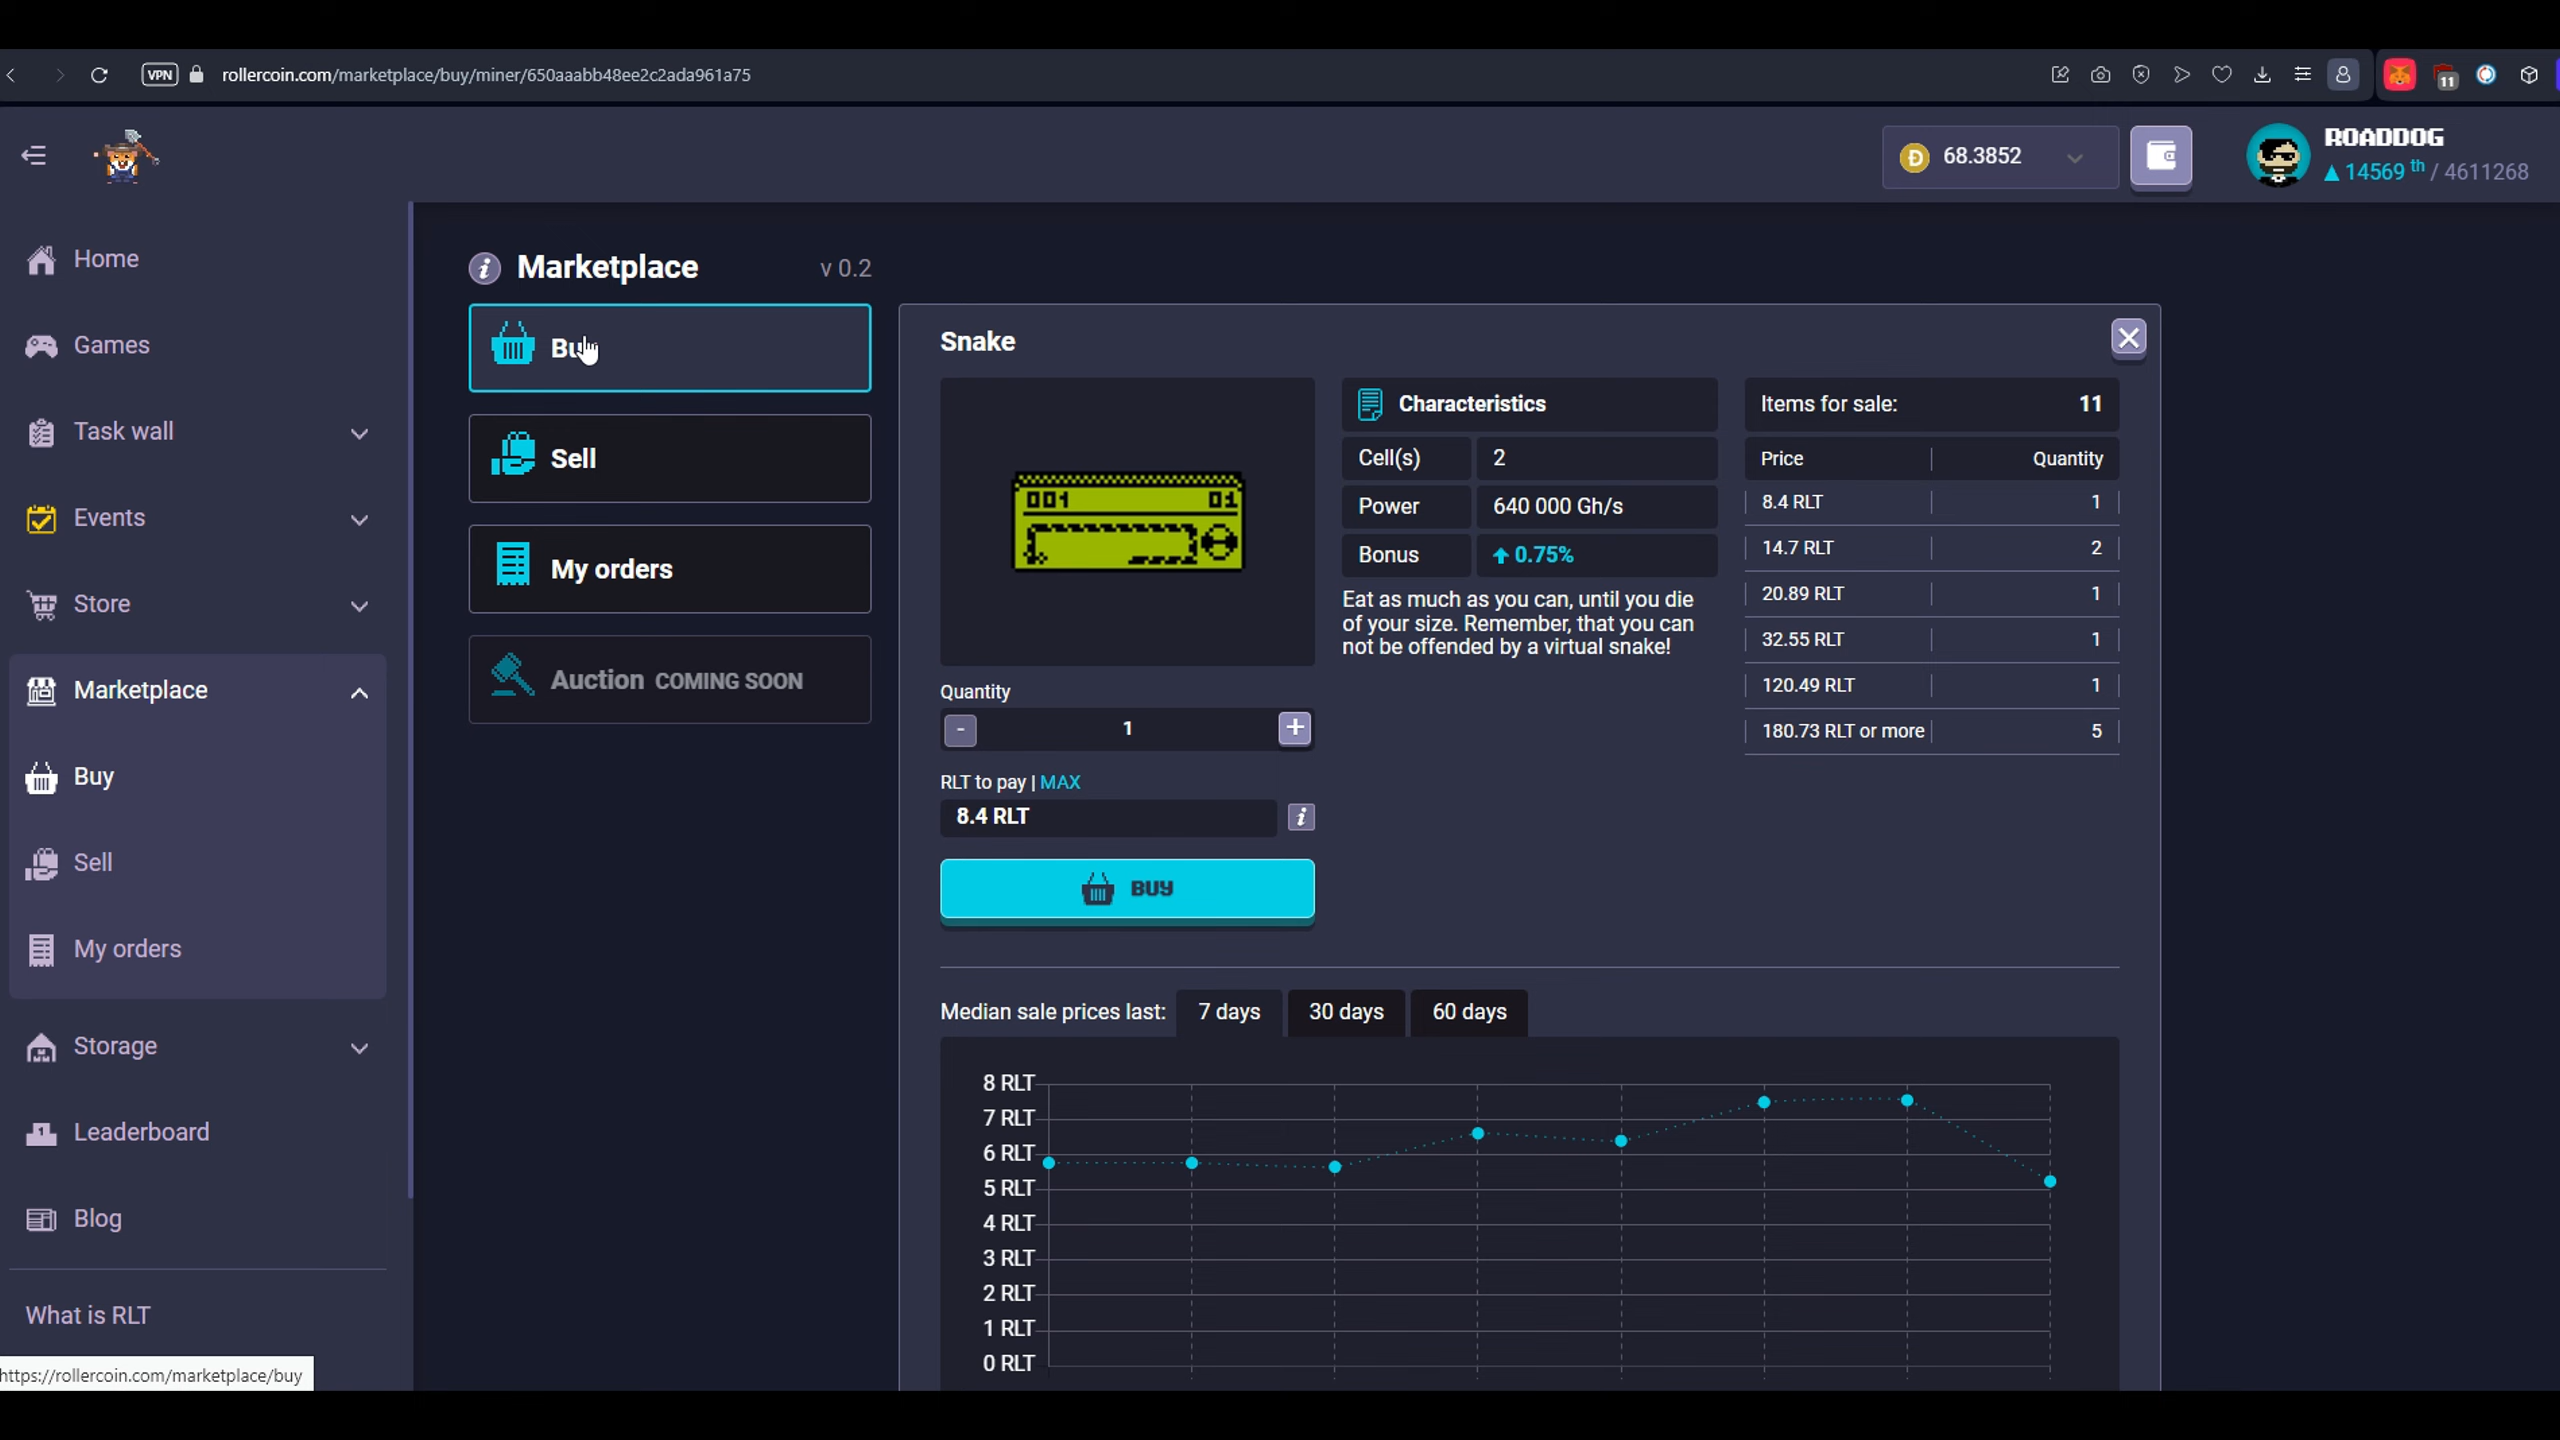 VPN rollercoin.com/marketplace/buy/miner/650aaabb48ee2c2ada961a75
11
68.3852
ROADDOG
14569 th / 4611268
Home
Games
Task wall
Events
Store
Marketplace
Buy
Sell
My orders
Storage
Leaderboard
Blog
What is RLT
https://rollercoin.com/marketplace/buy
Marketplace v 0.2
Buy
Sell
My orders
Auction COMING SOON
Snake
001 01
Quantity
- 1 +
RLT to pay | MAX
8.4 RLT
BUY
Characteristics
Cell(s) 2
Power 640 000 Gh/s
Bonus 0.75%
Eat as much as you can, until you die
of your size. Remember, that you can
not be offended by a virtual snake!
Items for sale: 11
Price Quantity
8.4 RLT 1
14.7 RLT 2
20.89 RLT 1
32.55 RLT 1
120.49 RLT 1
180.73 RLT or more 5
Median sale prices last: 7 days 30 days 60 days
8 RLT
7 RLT
6 RLT
5 RLT
4 RLT
3 RLT
2 RLT
1 RLT
0 RLT